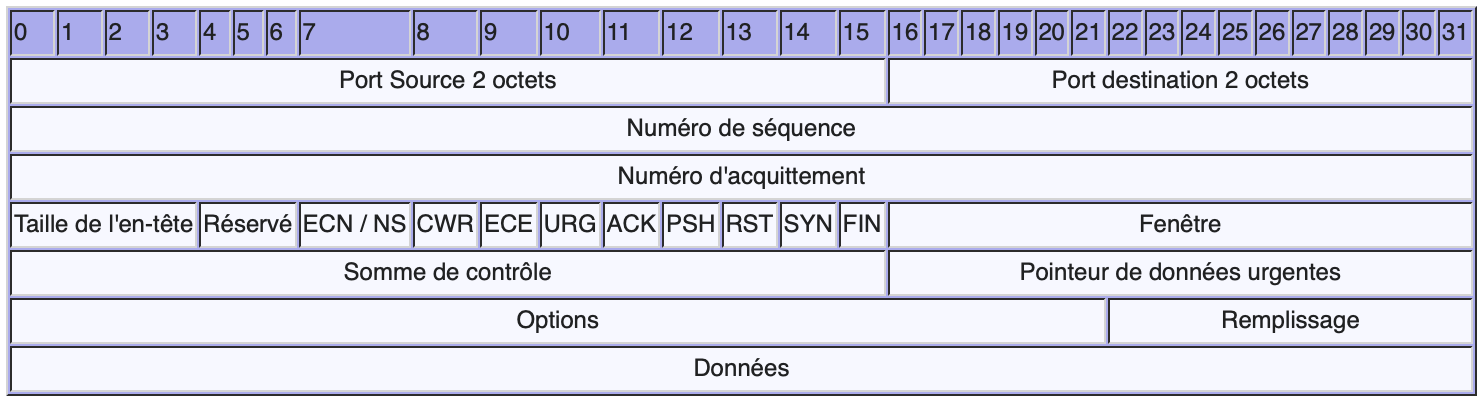 0 1 2 3 4 5 6 7 8 9 10 11 12 13 14 15 16 17 18 19 20 21 22 23 24 25 26 27 28 29 30 31
Port Source 2 octets Port destination 2 octets
Numéro de séquence
Numéro d'acquittement
Taille de l'en-tête Réservé ECN / NS CWR ECE URG ACK PSH RST SYN FIN Fenêtre
Somme de contrôle Pointeur de données urgentes
Options Remplissage
Données